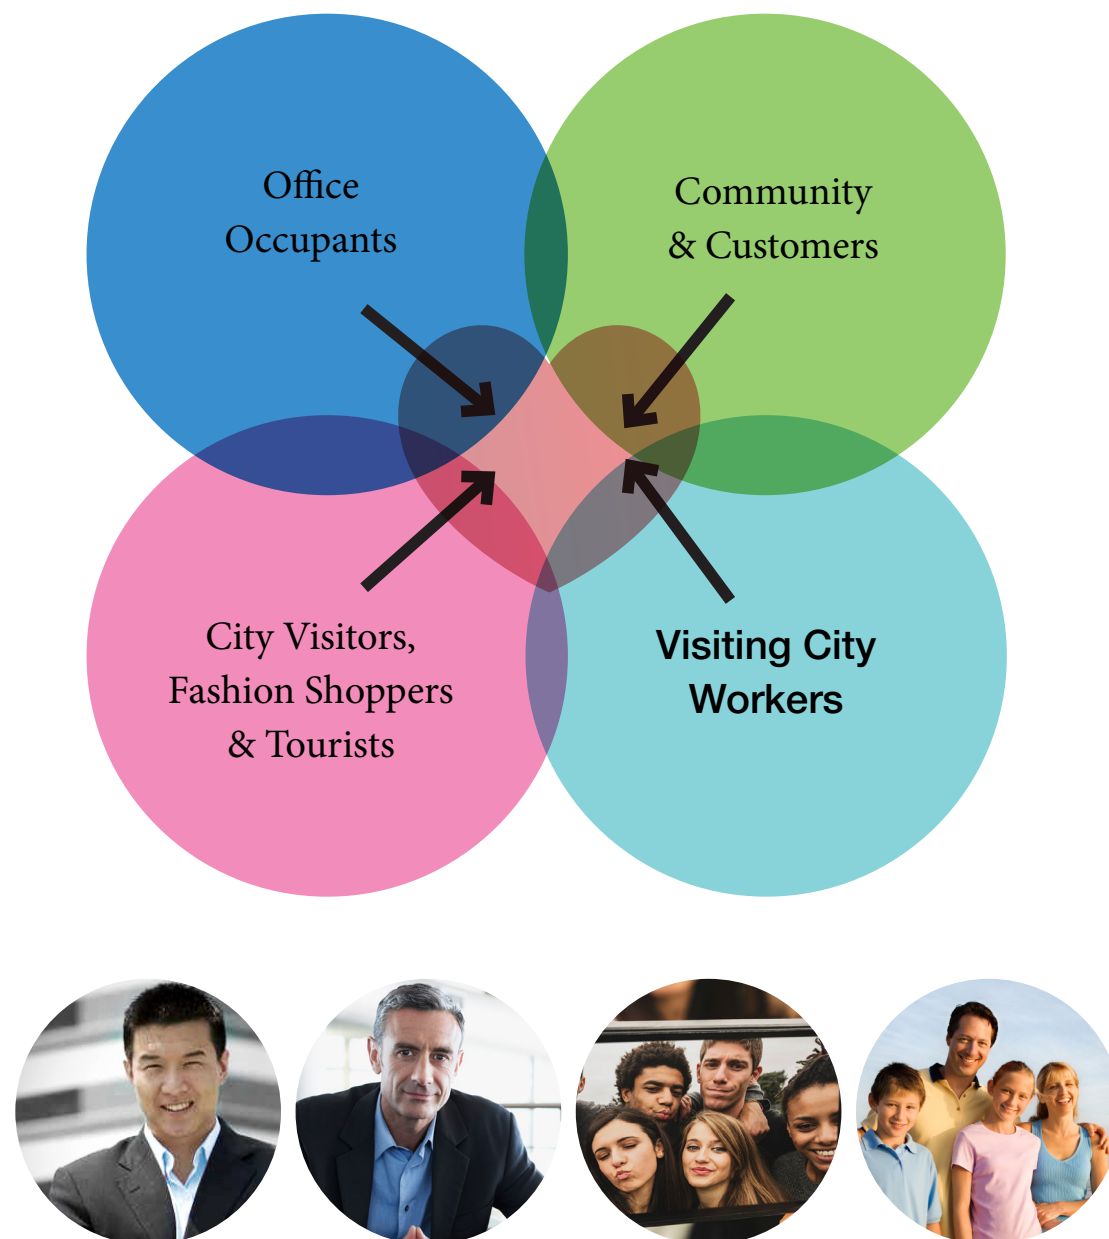 Office
Occupants
Community
& Customers
City Visitors,
Fashion Shoppers
& Tourists
Visiting City
Workers